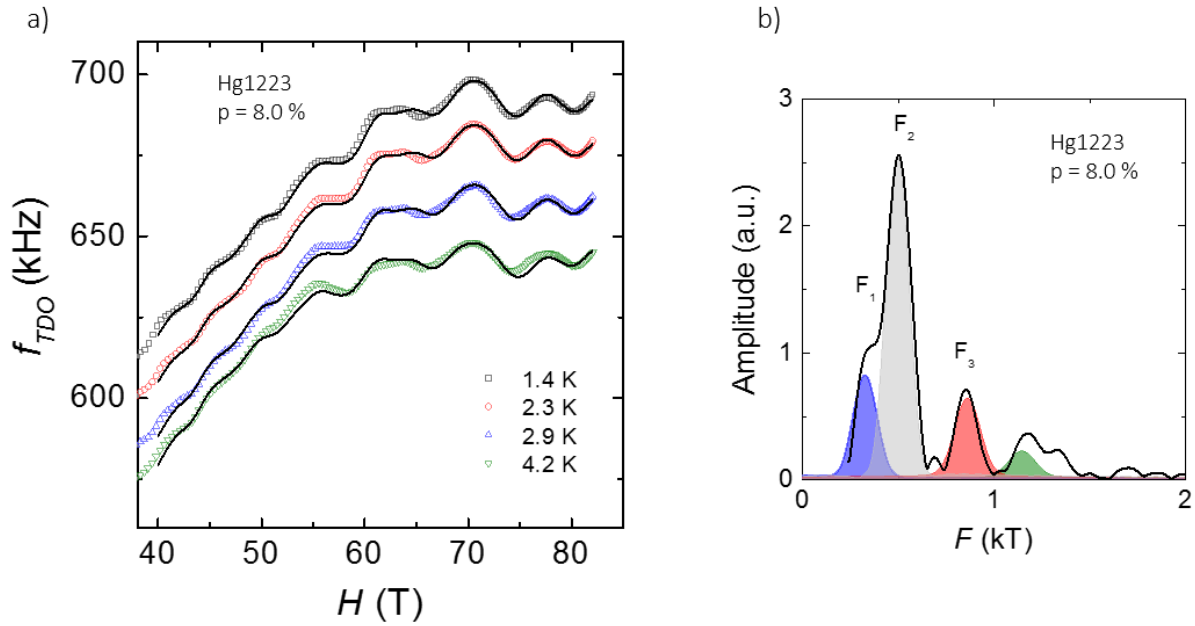 a)
Hg1223
p = 8.0 %
f_TDO (kHz)
700
650
600
1.4 K
2.3 K
2.9 K
4.2 K
40 50 60 70 80
H (T)
b)
Hg1223
p = 8.0 %
F₂
F₁
F₃
Amplitude (a.u.)
3
2
1
0
0 1 2
F (kT)